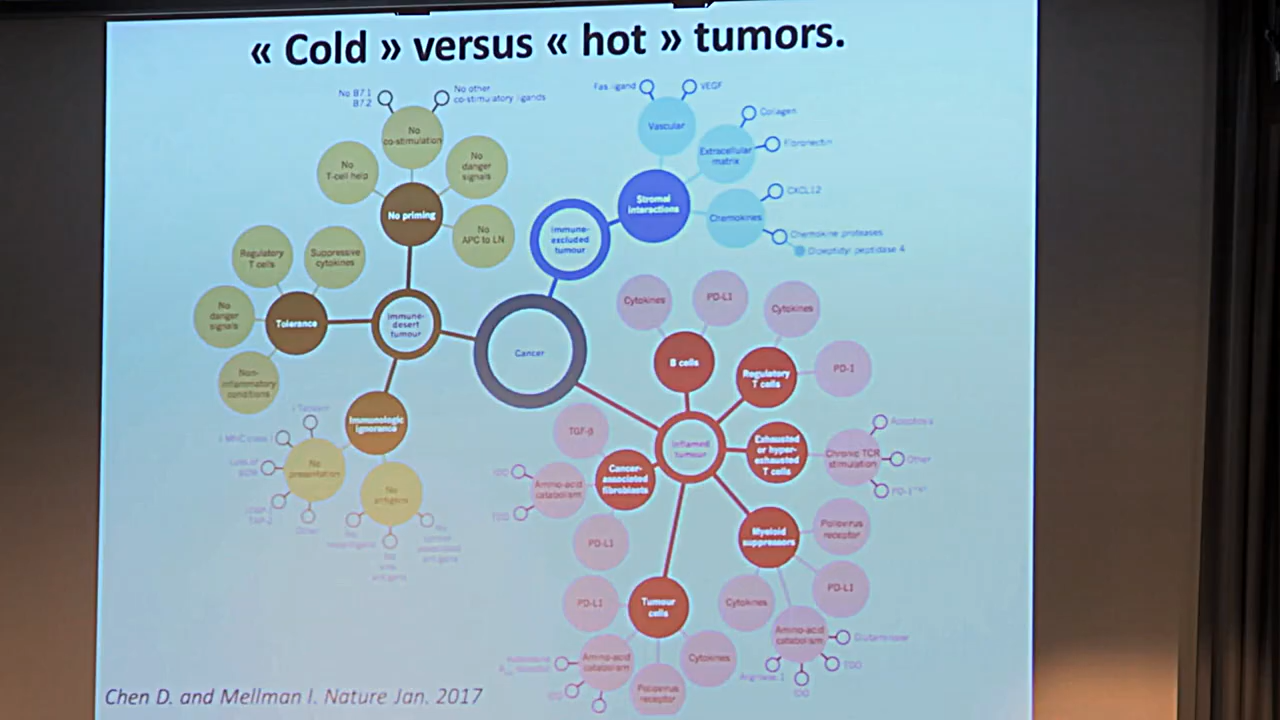 « Cold » versus « hot » tumors.
No B7.1
B7.2
No other
co-stimulatory ligands
No
co-stimulation
No
T-cell help
No
danger
signals
No priming
No
APC to LN
Regulatory
T cells
Suppressive
cytokines
No
danger
signals
Tolerance
Immune-
desert
tumour
Non-
inflammatory
conditions
Immunologic
ignorance
No
presentation
No
antigens
Cancer
Immune-
excluded
tumour
Stromal
interactions
Fas ligand
VEGF
Vascular
Collagen
Extracellular
matrix
Fibronectin
CXCL12
Chemokines
Chemokine proteases
Cytokines
PD-L1
Cytokines
B cells
Regulatory
T cells
PD-1
TGF-β
Inflamed
tumour
Exhausted
or hyper-
exhausted
T cells
Chronic TCR
stimulation
Apoptosis
Other
IDO
Amino-acid
catabolism
TDO
Cancer-
associated
fibroblasts
PD-L1
Myeloid
suppressors
Poliovirus
receptor
PD-L1
Cytokines
Amino-acid
catabolism
Glutaminase
TDO
Arginase 1
IDO
PD-L1
Tumour
cells
Amino-acid
catabolism
Cytokines
IDO
Poliovirus
receptor
Chen D. and Mellman I. Nature Jan. 2017